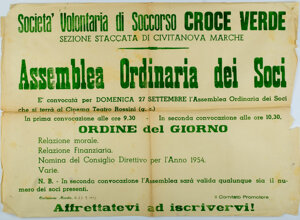 Società Volontaria di Soccorso CROCE VERDE
SEZIONE STACCATA DI CIVITANOVA MARCHE
Assemblea Ordinaria dei Soci
E' convocata per DOMENICA 27 SETTEMBRE l'Assemblea Ordinaria dei Soci
che si terrà al Cinema Teatro Rossini
In prima convocazione alle ore 9.30 In seconda convocazione alle ore 10.30.
ORDINE del GIORNO
Relazione morale.
Relazione Finanziaria.
Nomina del Consiglio Direttivo per l'Anno 1954.
Varie.
N. B. - In seconda convocazione l'Assemblea sarà valida qualunque sia il nu-
mero dei soci presenti.
Il Comitato Promotore
Affrettatevi ad iscrivervi!